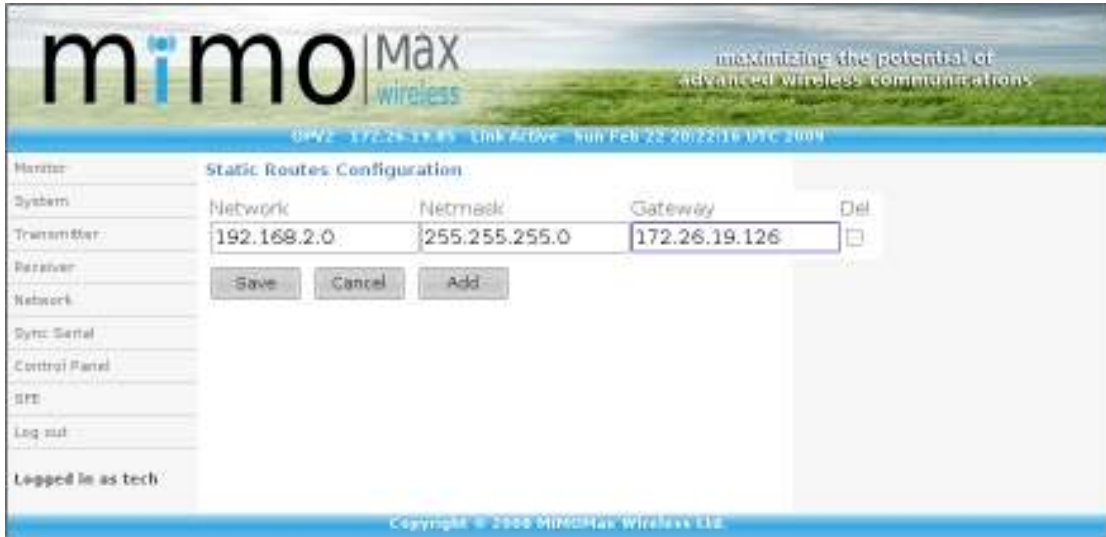 mimo Max wireless
maximizing the potential of
advanced wireless communications
OPV2 172.26.19.85 Link Active Sun Feb 22 20:22:16 UTC 2009
Monitor
System
Transmitter
Receiver
Network
Sync Serial
Control Panel
SFE
Log out
Logged in as tech
Static Routes Configuration
Network Netmask Gateway Del
192.168.2.0 255.255.255.0 172.26.19.126
Save Cancel Add
Copyright © 2008 MiMOMax Wireless Ltd.